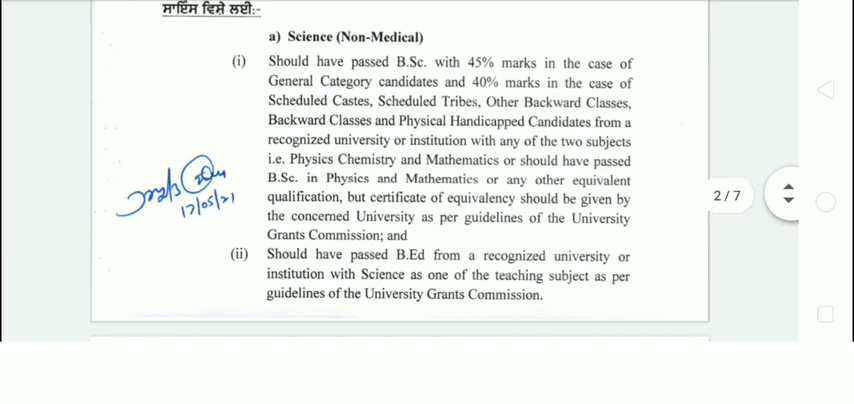 ਸਾਇੰਸ ਵਿਸ਼ੇ ਲਈ:-
a) Science (Non-Medical)
(i) Should have passed B.Sc. with 45% marks in the case of
General Category candidates and 40% marks in the case of
Scheduled Castes, Scheduled Tribes, Other Backward Classes,
Backward Classes and Physical Handicapped Candidates from a
recognized university or institution with any of the two subjects
i.e. Physics Chemistry and Mathematics or should have passed
B.Sc. in Physics and Mathematics or any other equivalent
qualification, but certificate of equivalency should be given by
the concerned University as per guidelines of the University
Grants Commission; and
(ii) Should have passed B.Ed from a recognized university or
institution with Science as one of the teaching subject as per
guidelines of the University Grants Commission.
17/05/21
2 / 7